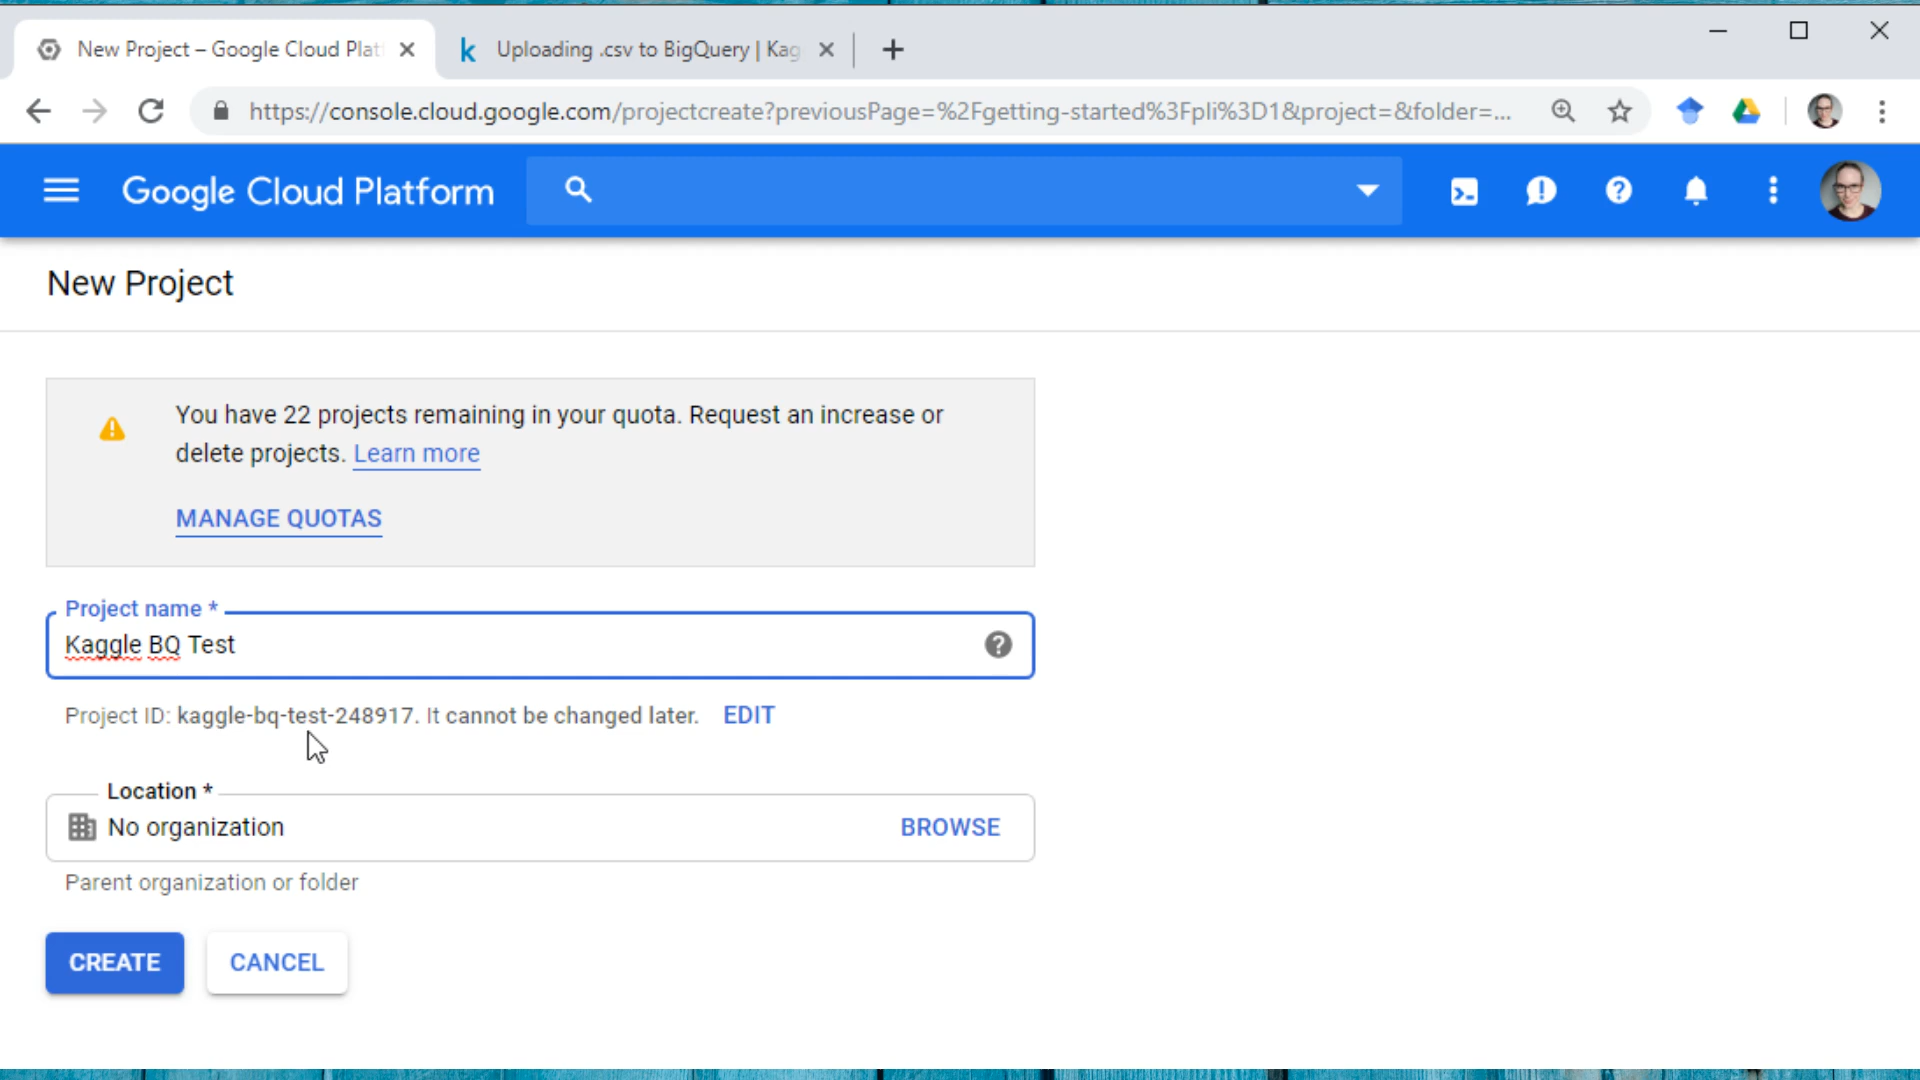 New Project – Google Cloud Plat
Uploading .csv to BigQuery | Kag
https://console.cloud.google.com/projectcreate?previousPage=%2Fgetting-started%3Fpli%3D1&project=&folder=...
Google Cloud Platform
New Project
You have 22 projects remaining in your quota. Request an increase or
delete projects. Learn more
MANAGE QUOTAS
Project name *
Kaggle BQ Test
Project ID: kaggle-bq-test-248917. It cannot be changed later. EDIT
Location *
No organization BROWSE
Parent organization or folder
CREATE CANCEL